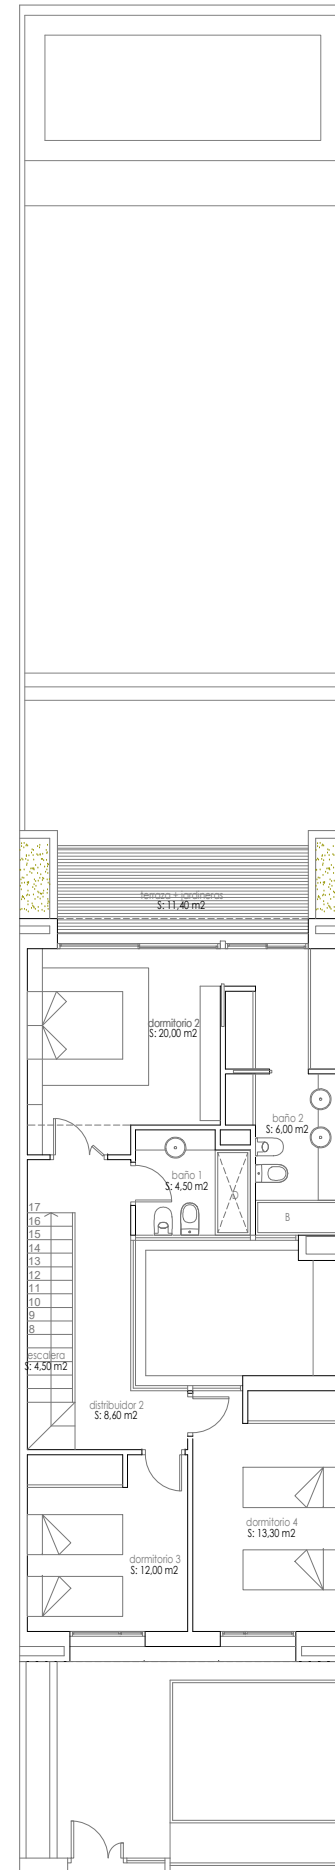 terraza + jardineras
S: 11,40 m2
dormitorio 2
S: 20,00 m2
baño 2
S: 6,00 m2
baño 1
S: 4,50 m2
B
17
16
15
14
13
12
11
10
9
8
escalera
S: 4,50 m2
distribuidor 2
S: 8,60 m2
dormitorio 4
S: 13,30 m2
dormitorio 3
S: 12,00 m2